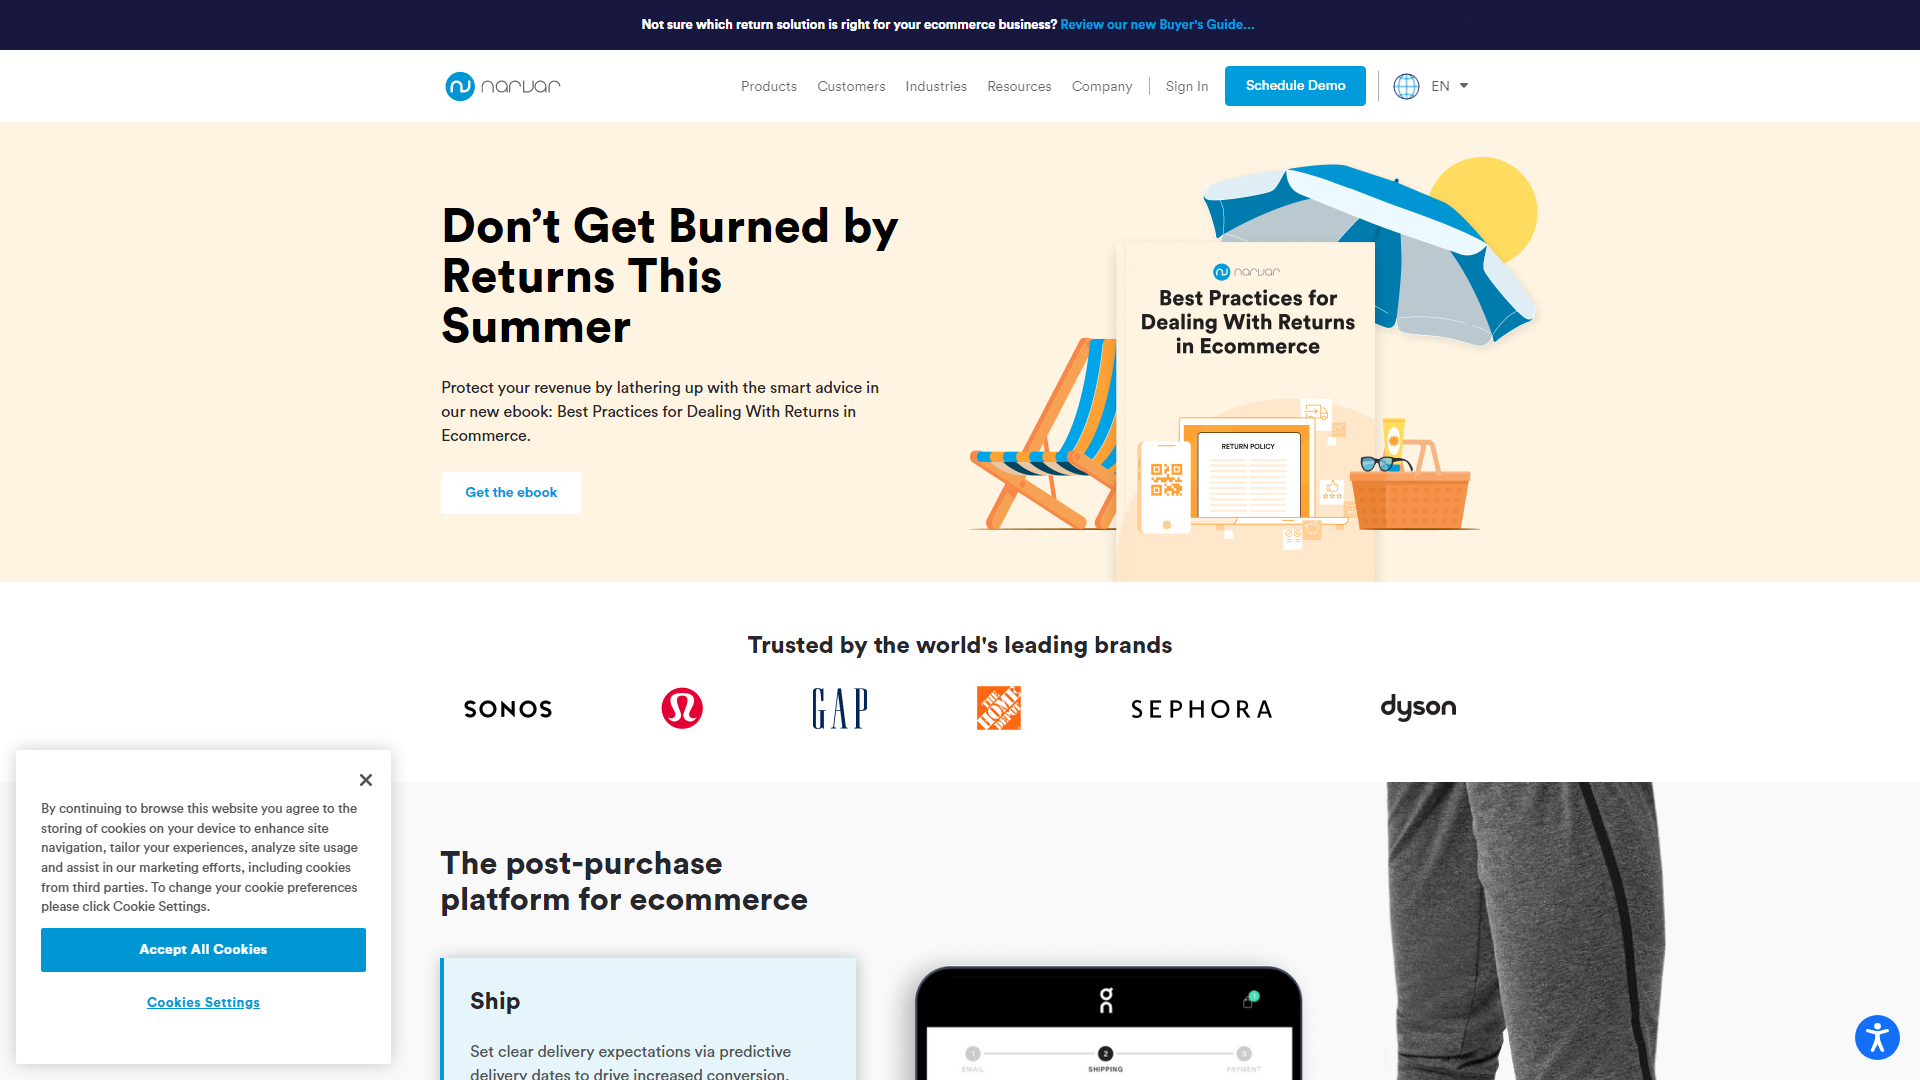 Not sure which return solution is right for your ecommerce business? Review our new Buyer's Guide...
narvar
Products
Customers
Industries
Resources
Company
Sign In
Schedule Demo
EN
Don’t Get Burned by
Returns This
Summer
Protect your revenue by lathering up with the smart advice in
our new ebook: Best Practices for Dealing With Returns in
Ecommerce.
Get the ebook
narvar
Best Practices for
Dealing With Returns
in Ecommerce
RETURN POLICY
Trusted by the world's leading brands
SONOS
GAP
THE HOME DEPOT
SEPHORA
dyson
By continuing to browse this website you agree to the
storing of cookies on your device to enhance site
navigation, tailor your experiences, analyze site usage
and assist in our marketing efforts, including cookies
from third parties. To change your cookie preferences
please click Cookie Settings.
Accept All Cookies
Cookies Settings
The post-purchase
platform for ecommerce
Ship
Set clear delivery expectations via predictive
delivery dates to drive increased conversion.
1
1
2
3
EMAIL
SHIPPING
PAYMENT